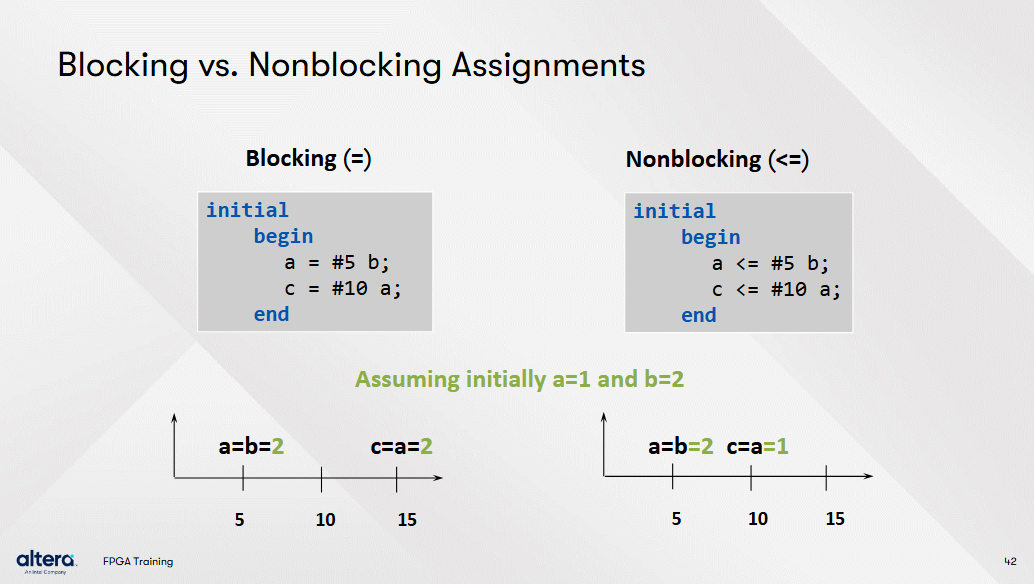 Blocking vs. Nonblocking Assignments
Blocking (=)
initial
begin
a = #5 b;
c = #10 a;
end
Nonblocking (<=)
initial
begin
a <= #5 b;
c <= #10 a;
end
Assuming initially a=1 and b=2
a=b=2 c=a=2
5 10 15
a=b=2 c=a=1
5 10 15
altera
An Intel Company
FPGA Training
42